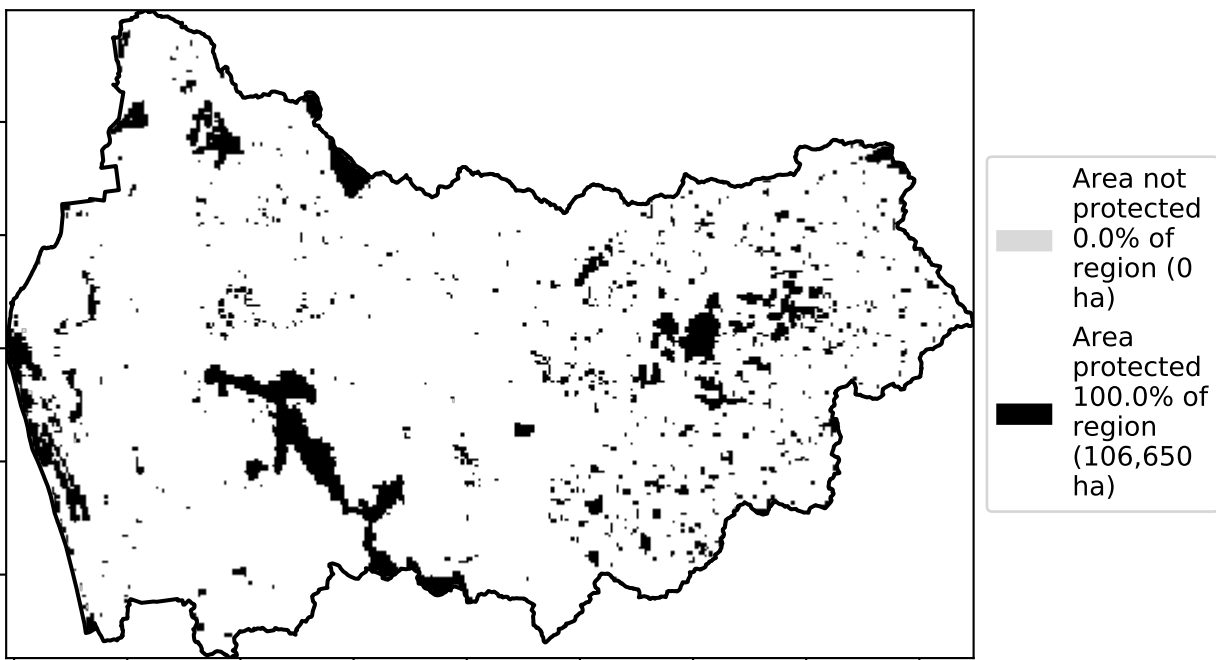 Area not
protected
0.0% of
region (0
ha)
Area
protected
100.0% of
region
(106,650
ha)